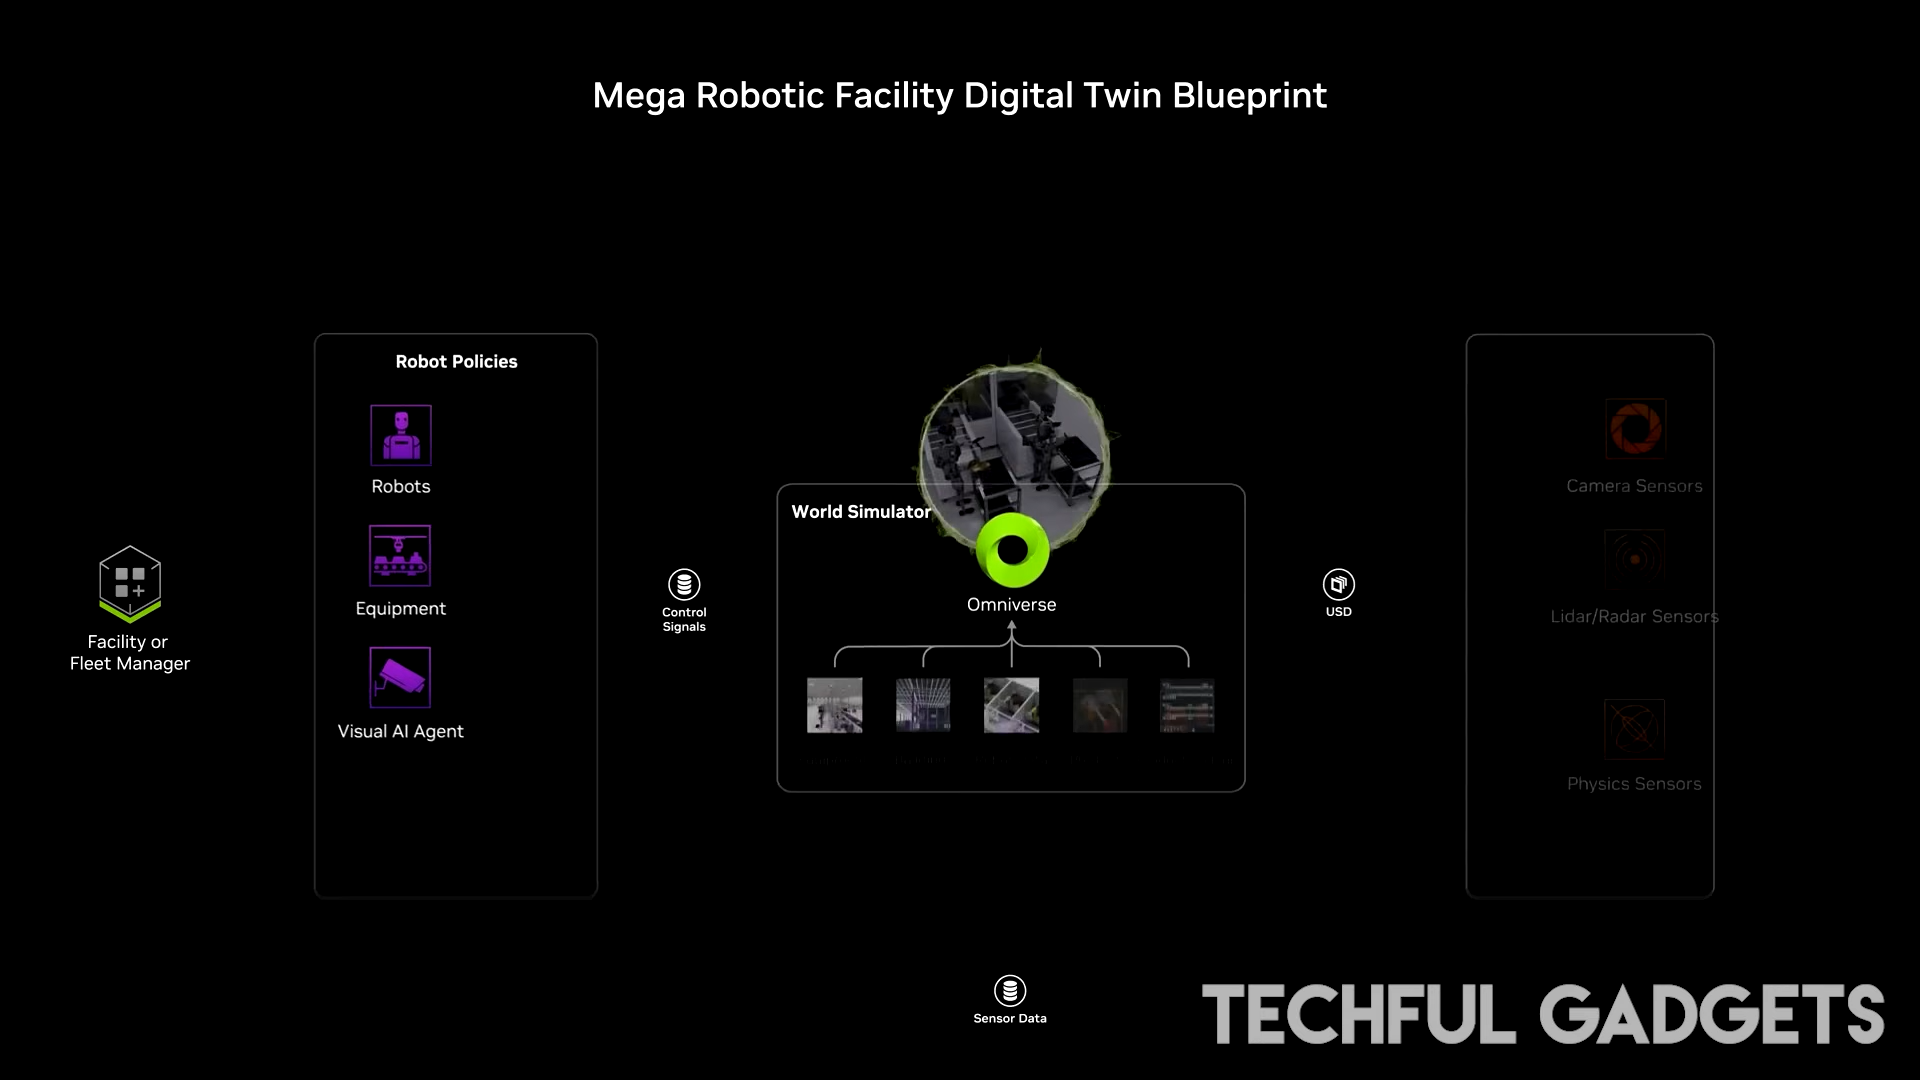 Mega Robotic Facility Digital Twin Blueprint
Robot Policies
Robots
Equipment
Visual AI Agent
Facility or
Fleet Manager
Control
Signals
World Simulator
Omniverse
USD
Camera Sensors
Lidar/Radar Sensors
Physics Sensors
Sensor Data
TECHFUL GADGETS